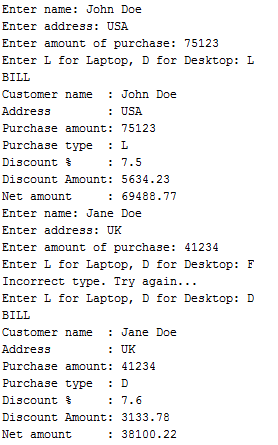 Enter name: John Doe
Enter address: USA
Enter amount of purchase: 75123
Enter L for Laptop, D for Desktop: L
BILL
Customer name  : John Doe
Address        : USA
Purchase amount: 75123
Purchase type  : L
Discount %     : 7.5
Discount Amount: 5634.23
Net amount     : 69488.77
Enter name: Jane Doe
Enter address: UK
Enter amount of purchase: 41234
Enter L for Laptop, D for Desktop: F
Incorrect type. Try again...
Enter L for Laptop, D for Desktop: D
BILL
Customer name  : Jane Doe
Address        : UK
Purchase amount: 41234
Purchase type  : D
Discount %     : 7.6
Discount Amount: 3133.78
Net amount     : 38100.22